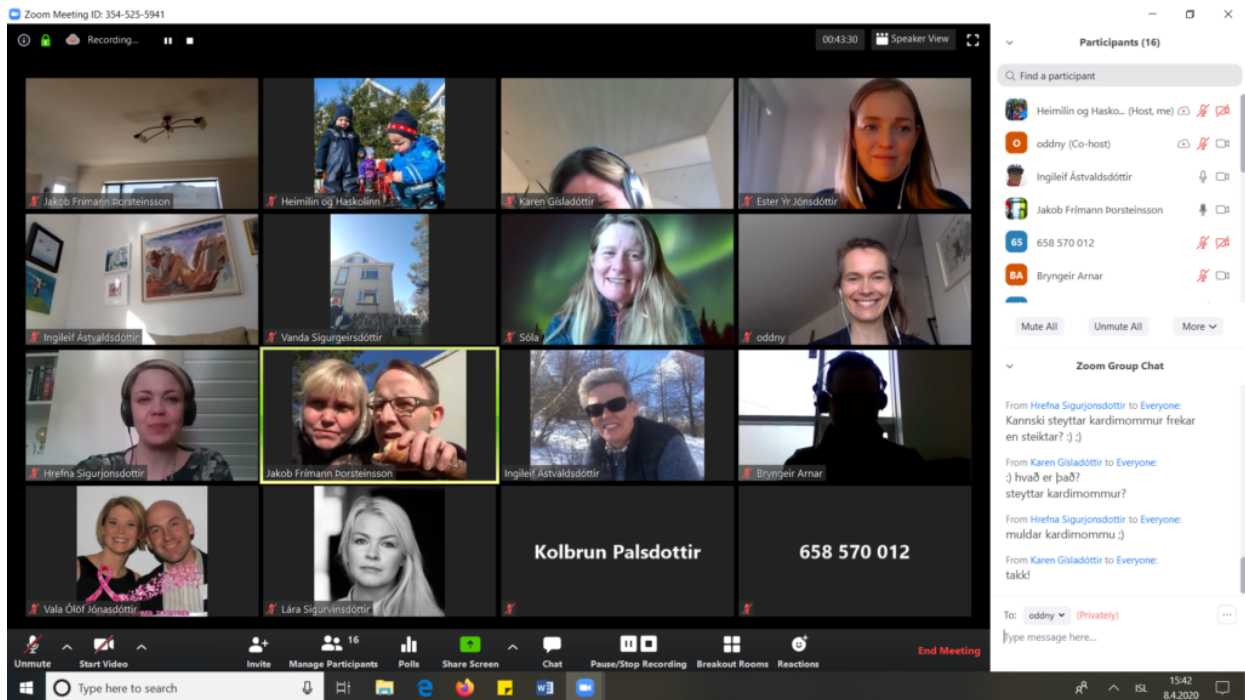 Zoom Meeting ID: 354-525-5941
Recording...
00:43:30
Speaker View
Jakob Frímann Þorsteinsson
Heimilin og Haskolinn
Karen Gísladóttir
Ester Ýr Jónsdóttir
Ingileif Ástvaldsdóttir
Vanda Sigurgeirsdóttir
Sóla
oddny
Hrefna Sigurjonsdottir
Jakob Frímann Þorsteinsson
Ingileif Ástvaldsdóttir
Bryngeir Arnar
Vala Ólöf Jónasdóttir
Lára Sigurvinsdóttir
Kolbrun Palsdottir
658 570 012
Unmute
Start Video
Invite
16
Manage Participants
Polls
Share Screen
Chat
Pause/Stop Recording
Breakout Rooms
Reactions
End Meeting
Participants (16)
Find a participant
Heimilin og Hasko... (Host, me)
O oddny (Co-host)
Ingileif Ástvaldsdóttir
Jakob Frímann Þorsteinsson
65 658 570 012
BA Bryngeir Arnar
Mute All
Unmute All
More
Zoom Group Chat
From Hrefna Sigurjonsdottir to Everyone:
Kannski steyttar kardimommur frekar
en steiktar? :) ;)
From Karen Gísladóttir to Everyone:
:) hvað er það?
steyttar kardimommur?
From Hrefna Sigurjonsdottir to Everyone:
muldar kardimommu ;)
From Karen Gísladóttir to Everyone:
takk!
To: oddny (Privately)
Type message here...
Type here to search
ISL
15:42
8.4.2020